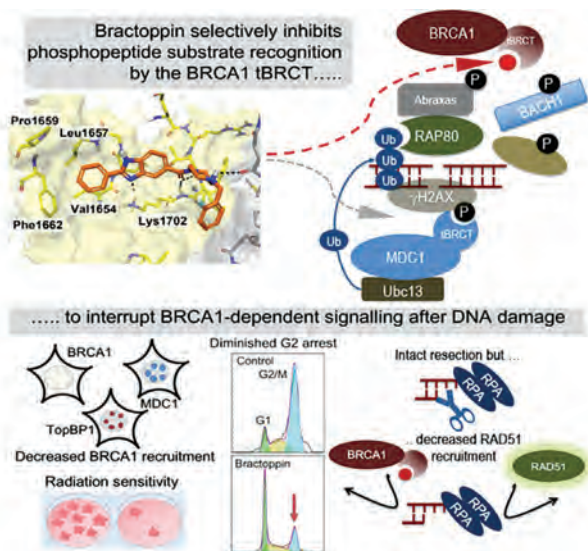 Bractoppin selectively inhibits
phosphopeptide substrate recognition
by the BRCA1 tBRCT.....
Pro1659
Leu1657
Phe1662
Val1654
Lys1702
BRCA1
tBRCT
P
Abraxas
P
BACH1
RAP80
Ub
Ub
Ub
P
γH2AX
P
tBRCT
Ub
MDC1
Ubc13
..... to interrupt BRCA1-dependent signalling after DNA damage
BRCA1
MDC1
TopBP1
Decreased BRCA1 recruitment
Radiation sensitivity
Diminished G2 arrest
Control
G2/M
G1
Bractoppin
Intact resection but ...
RPA
RPA
.. decreased RAD51
recruitment
BRCA1
RAD51
RPA
RPA